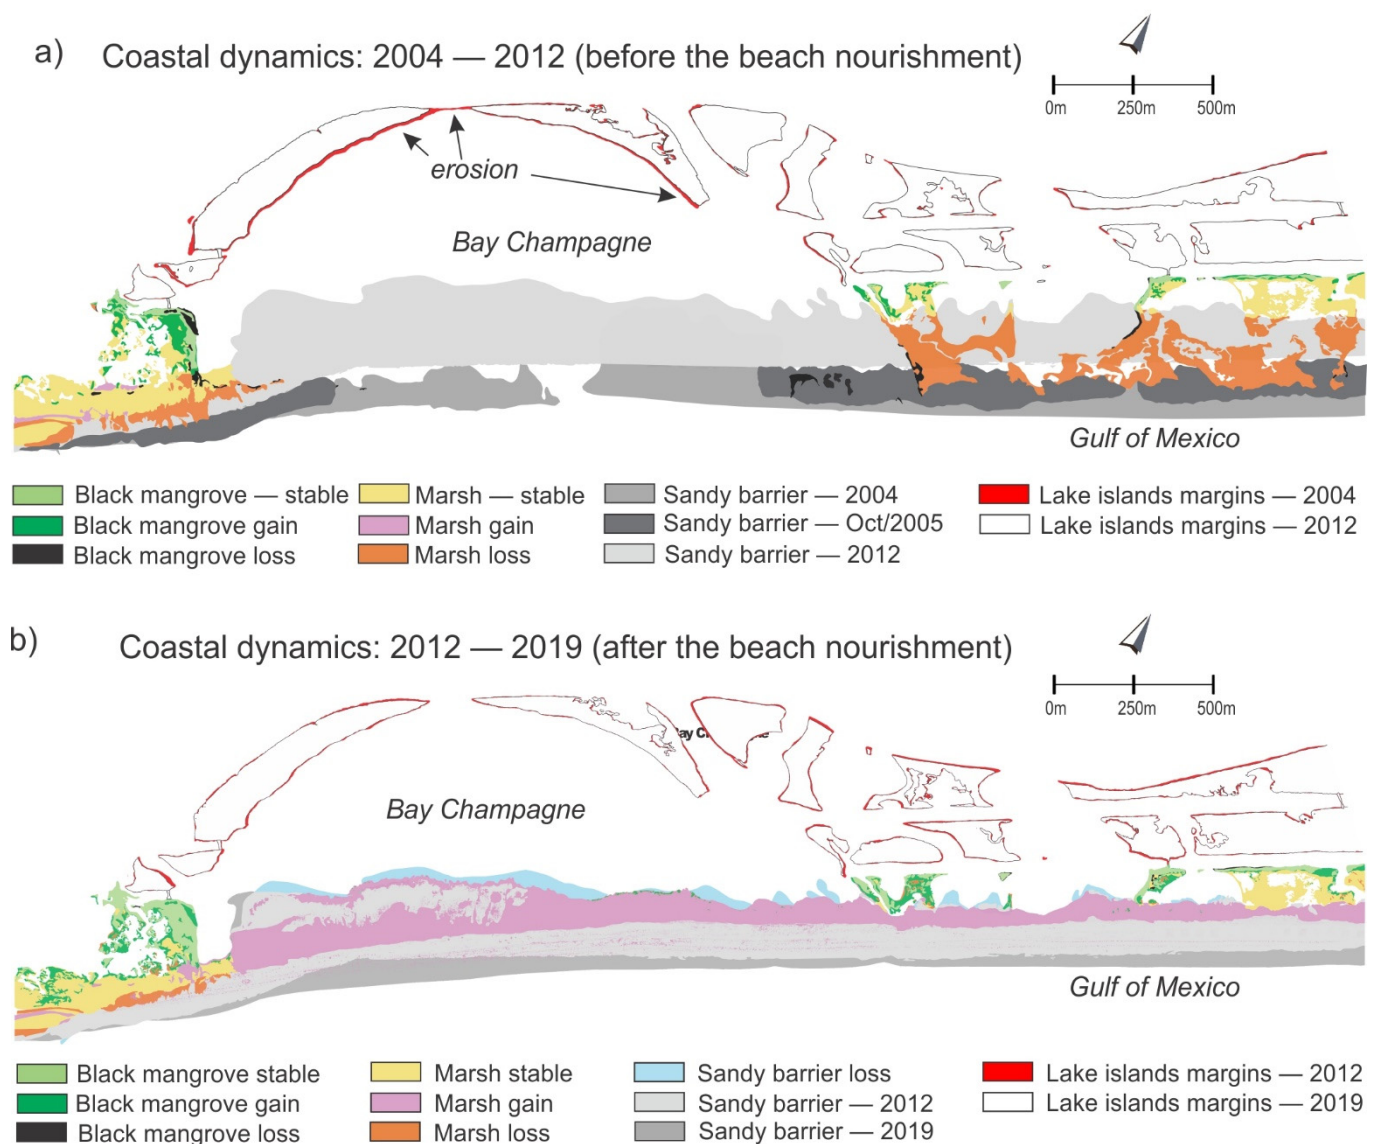 a) Coastal dynamics: 2004 — 2012 (before the beach nourishment)
0m 250m 500m
erosion
Bay Champagne
Gulf of Mexico
Black mangrove — stable Marsh — stable Sandy barrier — 2004 Lake islands margins — 2004
Black mangrove gain Marsh gain Sandy barrier — Oct/2005 Lake islands margins — 2012
Black mangrove loss Marsh loss Sandy barrier — 2012
b) Coastal dynamics: 2012 — 2019 (after the beach nourishment)
0m 250m 500m
Bay Champagne
Gulf of Mexico
Black mangrove stable Marsh stable Sandy barrier loss Lake islands margins — 2012
Black mangrove gain Marsh gain Sandy barrier — 2012 Lake islands margins — 2019
Black mangrove loss Marsh loss Sandy barrier — 2019